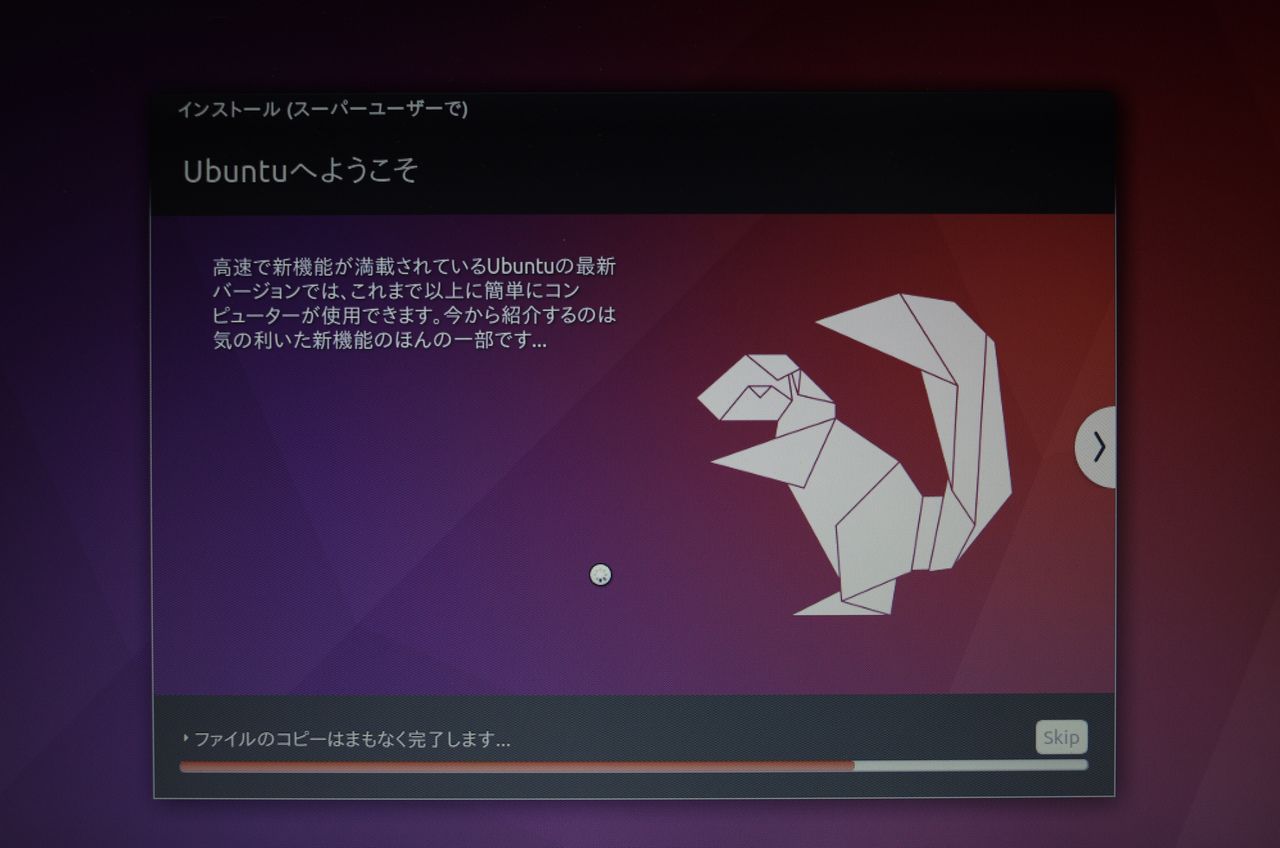 インストール (スーパーユーザーで)
Ubuntuへようこそ
高速で新機能が満載されているUbuntuの最新
バージョンでは、これまで以上に簡単にコン
ピューターが使用できます。今から紹介するのは
気の利いた新機能のほんの一部です...
ファイルのコピーはまもなく完了します...
Skip